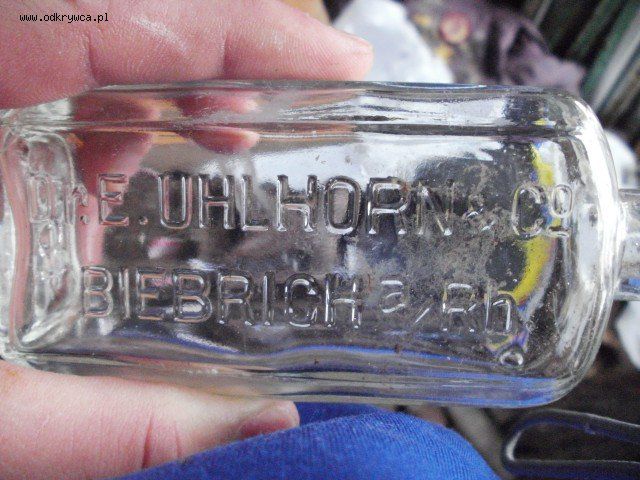 www.odkrywca.pl
Dr. E. UHLHORN & Co
BIEBRICH a/Rh.